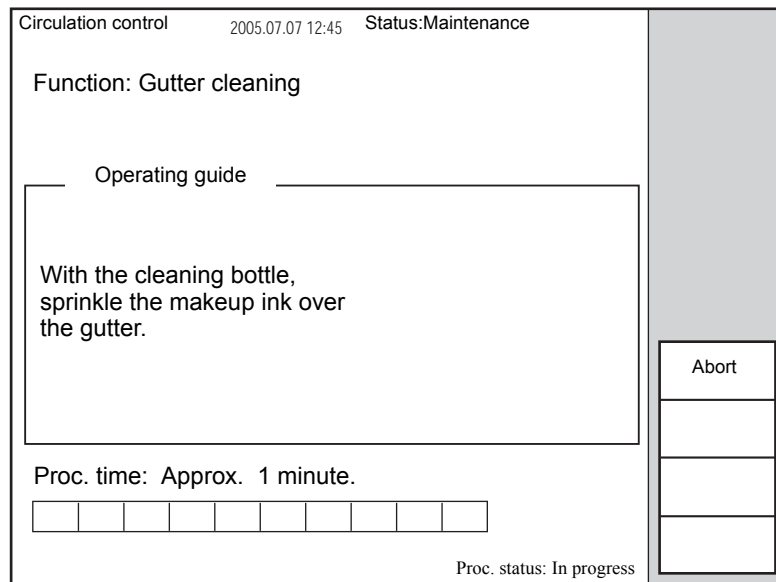 Circulation control 2005.07.07 12:45 Status:Maintenance
Function: Gutter cleaning
Operating guide
With the cleaning bottle,
sprinkle the makeup ink over
the gutter.
Abort
Proc. time: Approx. 1 minute.
Proc. status: In progress